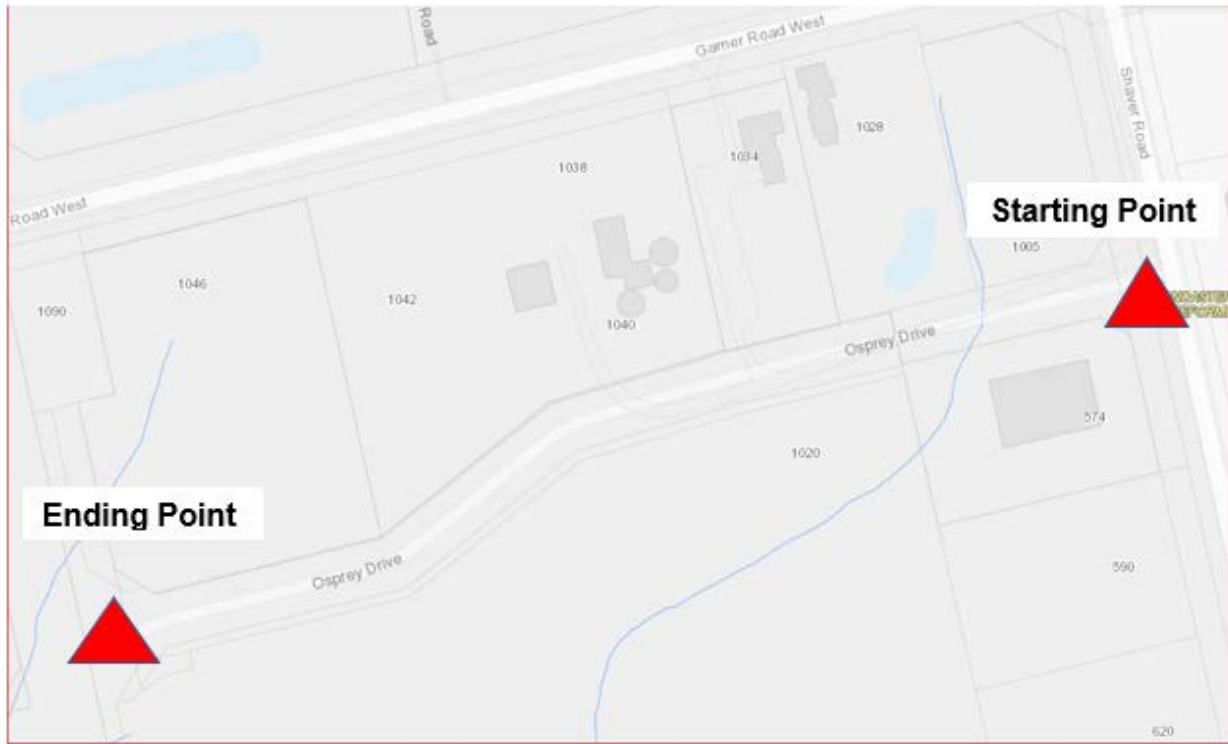 Road
Garner Road West
Shaver Road
1028
1034
1038
Road West
Starting Point
1005
1046
1042
1090
1040
Osprey Drive
574
1020
Ending Point
Osprey Drive
590
620